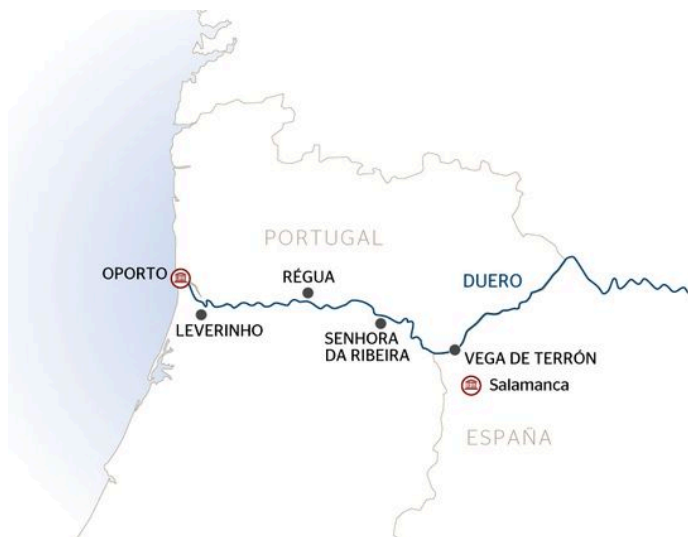 PORTUGAL
OPORTO
RÉGUA
DUERO
LEVERINHO
SENHORA
DA RIBEIRA
VEGA DE TERRÓN
Salamanca
ESPAÑA